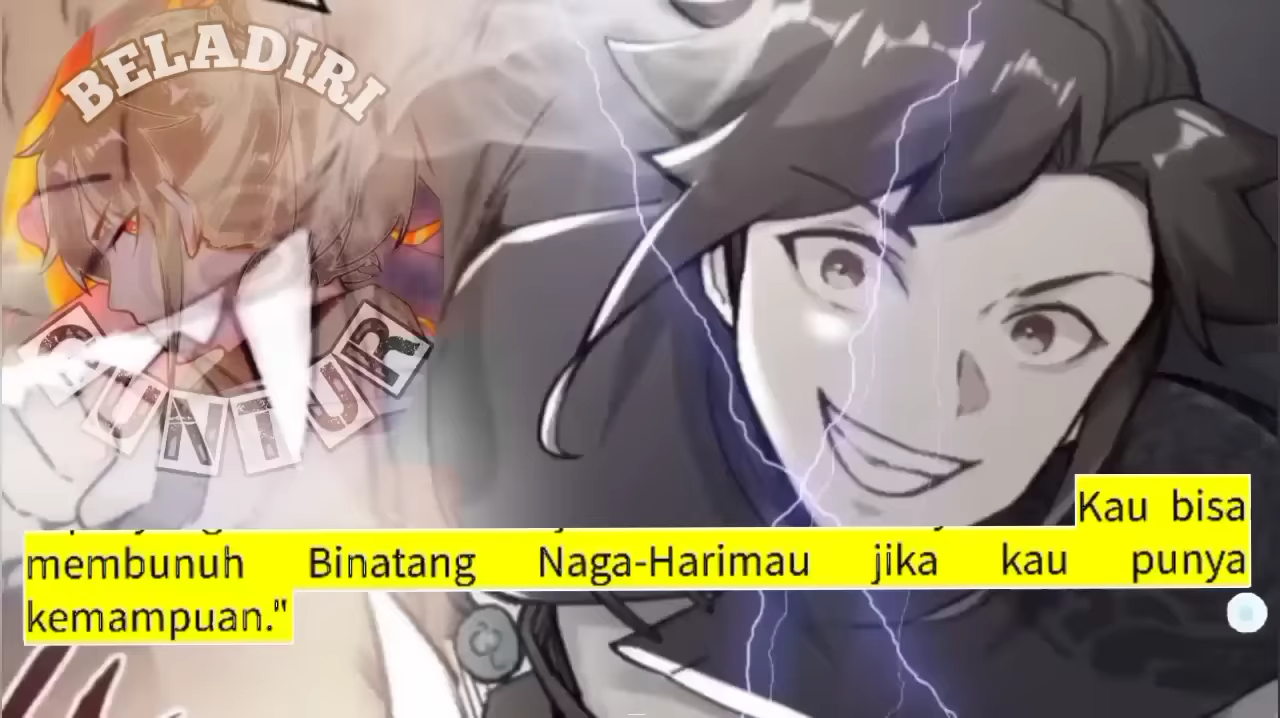 BELADIRI
GUNTUR
Kau bisa
membunuh Binatang Naga-Harimau jika kau punya
kemampuan."